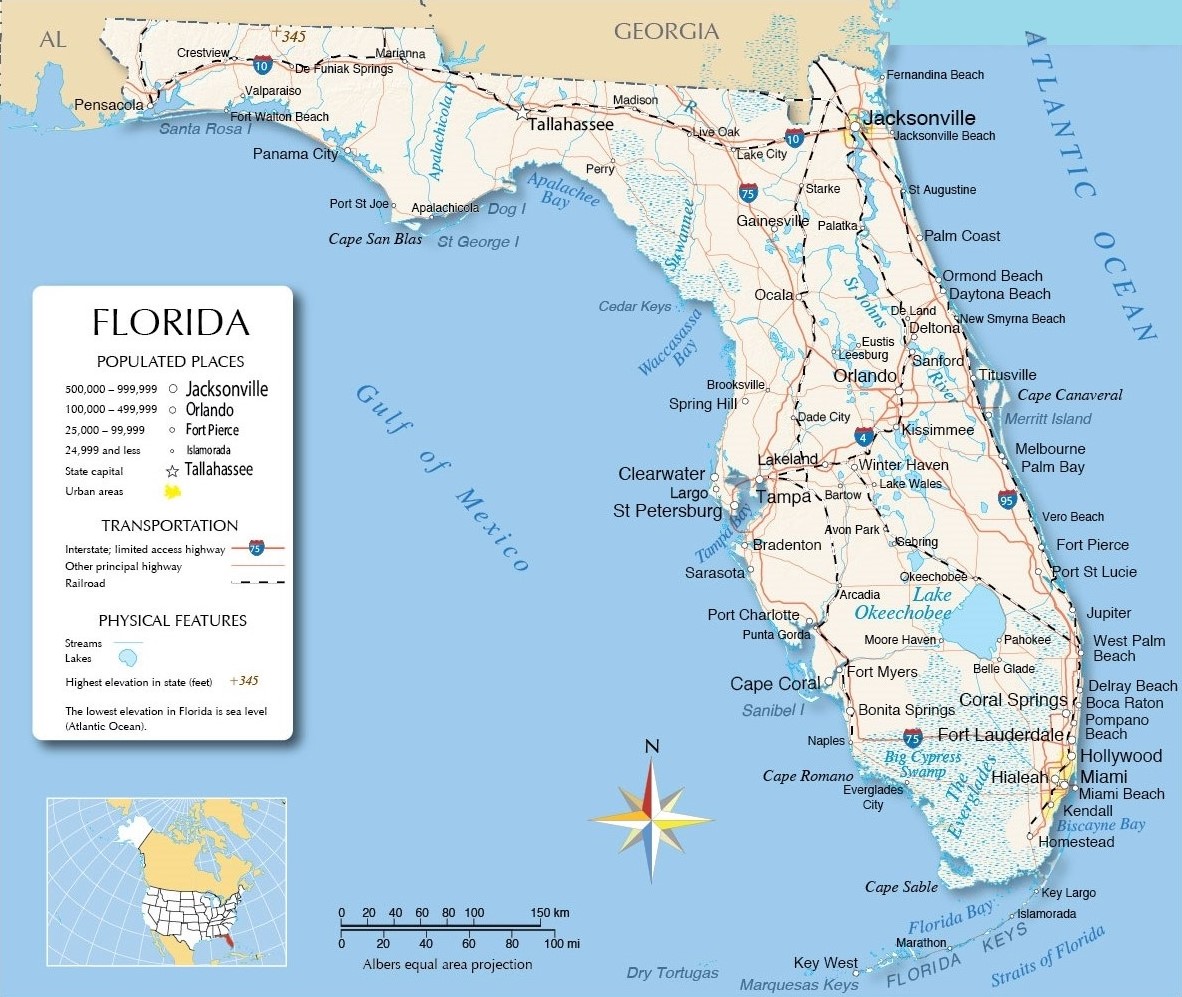 AL
GEORGIA
+345
Crestview
Marianna
10
De Funiak Springs
Valparaiso
Pensacola
Fort Walton Beach
Santa Rosa I
Panama City
Apalachicola R
Tallahassee
Madison
R
Live Oak
10
Lake City
Fernandina Beach
Jacksonville
Jacksonville Beach
ATLANTIC OCEAN
Perry
Port St Joe
Apalachicola
Dog I
Apalachee
Bay
Cape San Blas
St George I
75
Starke
St Augustine
Gainesville
Palatka
Palm Coast
Suwannee
Ocala
St Johns
Ormond Beach
Daytona Beach
Cedar Keys
Waccasassa
Bay
De Land
New Smyrna Beach
Deltona
Eustis
Leesburg
Sanford
Orlando
River
Titusville
Brooksville
Spring Hill
Cape Canaveral
Dade City
Merritt Island
Kissimmee
4
Melbourne
Palm Bay
Lakeland
Winter Haven
Clearwater
Largo
St Petersburg
Tampa
Bartow
Lake Wales
95
Tampa Bay
Avon Park
Sebring
Vero Beach
Bradenton
Fort Pierce
Sarasota
Okeechobee
Port St Lucie
Arcadia
Lake
Okeechobee
Port Charlotte
Punta Gorda
Jupiter
Moore Haven
Pahokee
West Palm
Beach
Belle Glade
Fort Myers
Cape Coral
Sanibel I
Bonita Springs
Coral Springs
Delray Beach
Boca Raton
Pompano
Beach
Naples
75
Fort Lauderdale
Big Cypress
Swamp
Hollywood
Cape Romano
Everglades
City
The
Everglades
Hialeah
Miami
Miami Beach
Kendall
Biscayne Bay
Homestead
Cape Sable
Key Largo
Florida Bay
Islamorada
Marathon
Key West
FLORIDA KEYS
Straits of Florida
Dry Tortugas
Marquesas Keys
Gulf of Mexico
FLORIDA
POPULATED PLACES
500,000 – 999,999 Jacksonville
100,000 – 499,999 Orlando
25,000 – 99,999 Fort Pierce
24,999 and less Islamorada
State capital Tallahassee
Urban areas
TRANSPORTATION
Interstate; limited access highway 75
Other principal highway
Railroad
PHYSICAL FEATURES
Streams
Lakes
Highest elevation in state (feet) +345
The lowest elevation in Florida is sea level
(Atlantic Ocean).
N
0 20 40 60 80 100 150 km
0 20 40 60 80 100 mi
Albers equal area projection